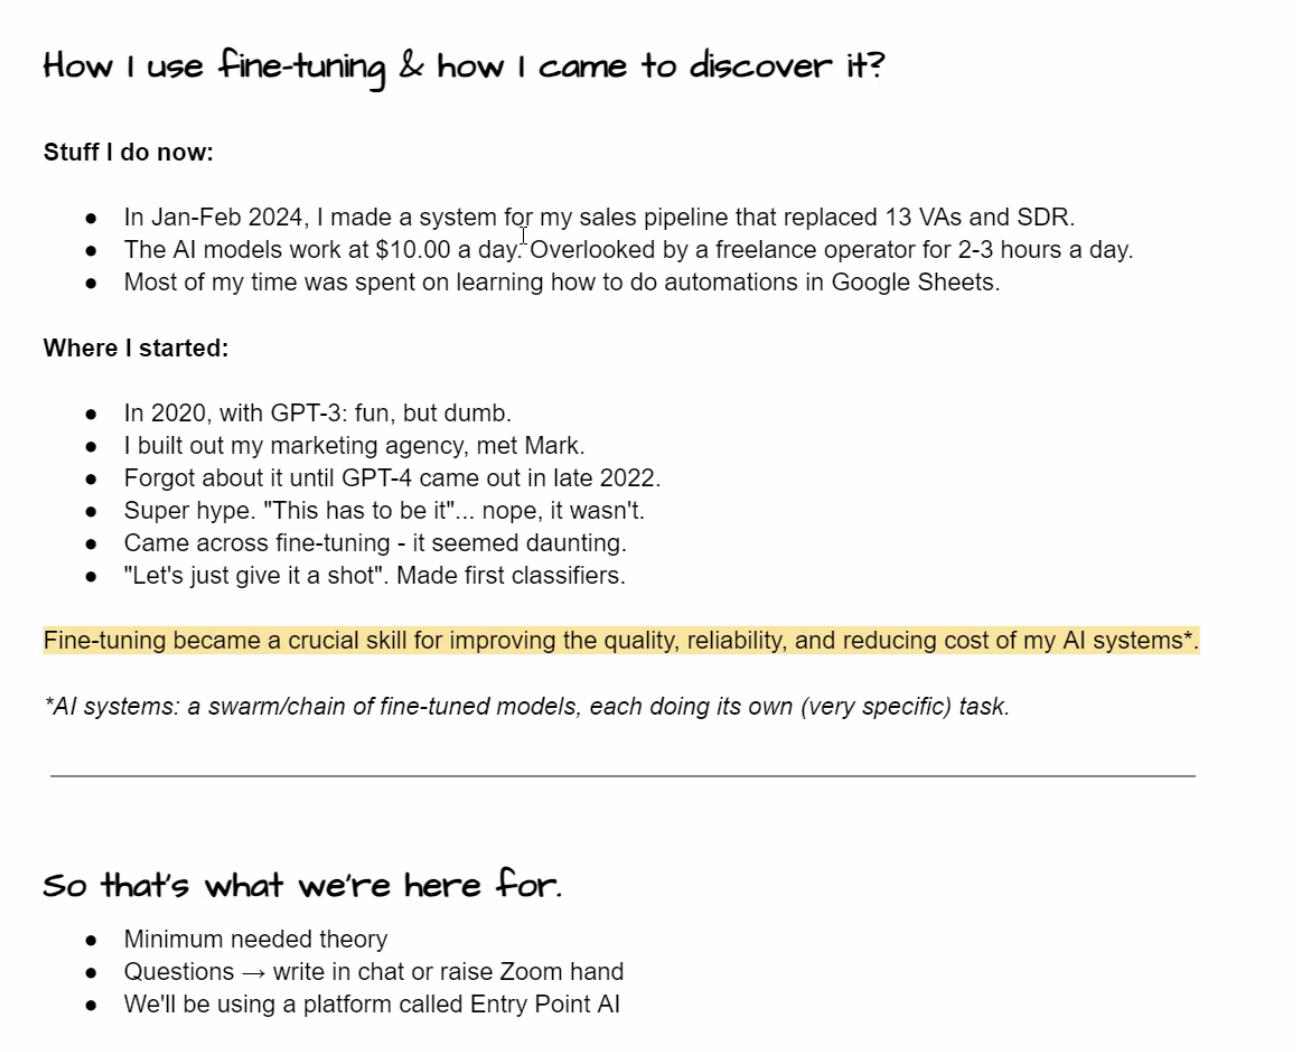 How I use fine-tuning & how I came to discover it?
Stuff I do now:
● In Jan-Feb 2024, I made a system for my sales pipeline that replaced 13 VAs and SDR.
● The AI models work at $10.00 a day. Overlooked by a freelance operator for 2-3 hours a day.
● Most of my time was spent on learning how to do automations in Google Sheets.
Where I started:
● In 2020, with GPT-3: fun, but dumb.
● I built out my marketing agency, met Mark.
● Forgot about it until GPT-4 came out in late 2022.
● Super hype. "This has to be it"... nope, it wasn't.
● Came across fine-tuning - it seemed daunting.
● "Let's just give it a shot". Made first classifiers.
Fine-tuning became a crucial skill for improving the quality, reliability, and reducing cost of my AI systems*.
*AI systems: a swarm/chain of fine-tuned models, each doing its own (very specific) task.
So that's what we're here for.
● Minimum needed theory
● Questions → write in chat or raise Zoom hand
● We'll be using a platform called Entry Point AI